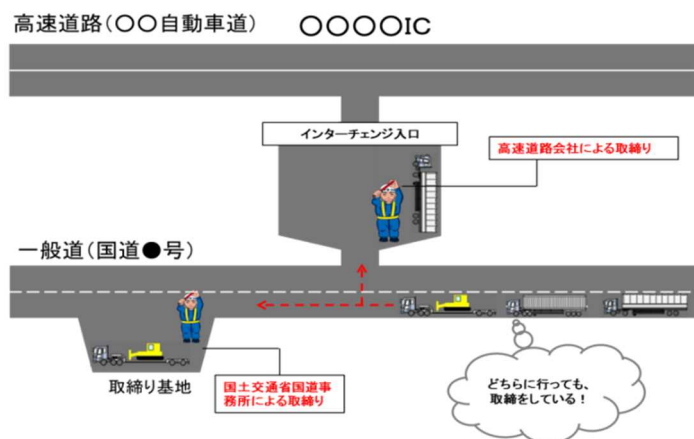 高速道路(〇〇自動車道)　〇〇〇〇IC
インターチェンジ入口
高速道路会社による取締り
一般道(国道●号)
取締り基地
国土交通省国道事
務所による取締り
どちらに行っても、
取締をしている！